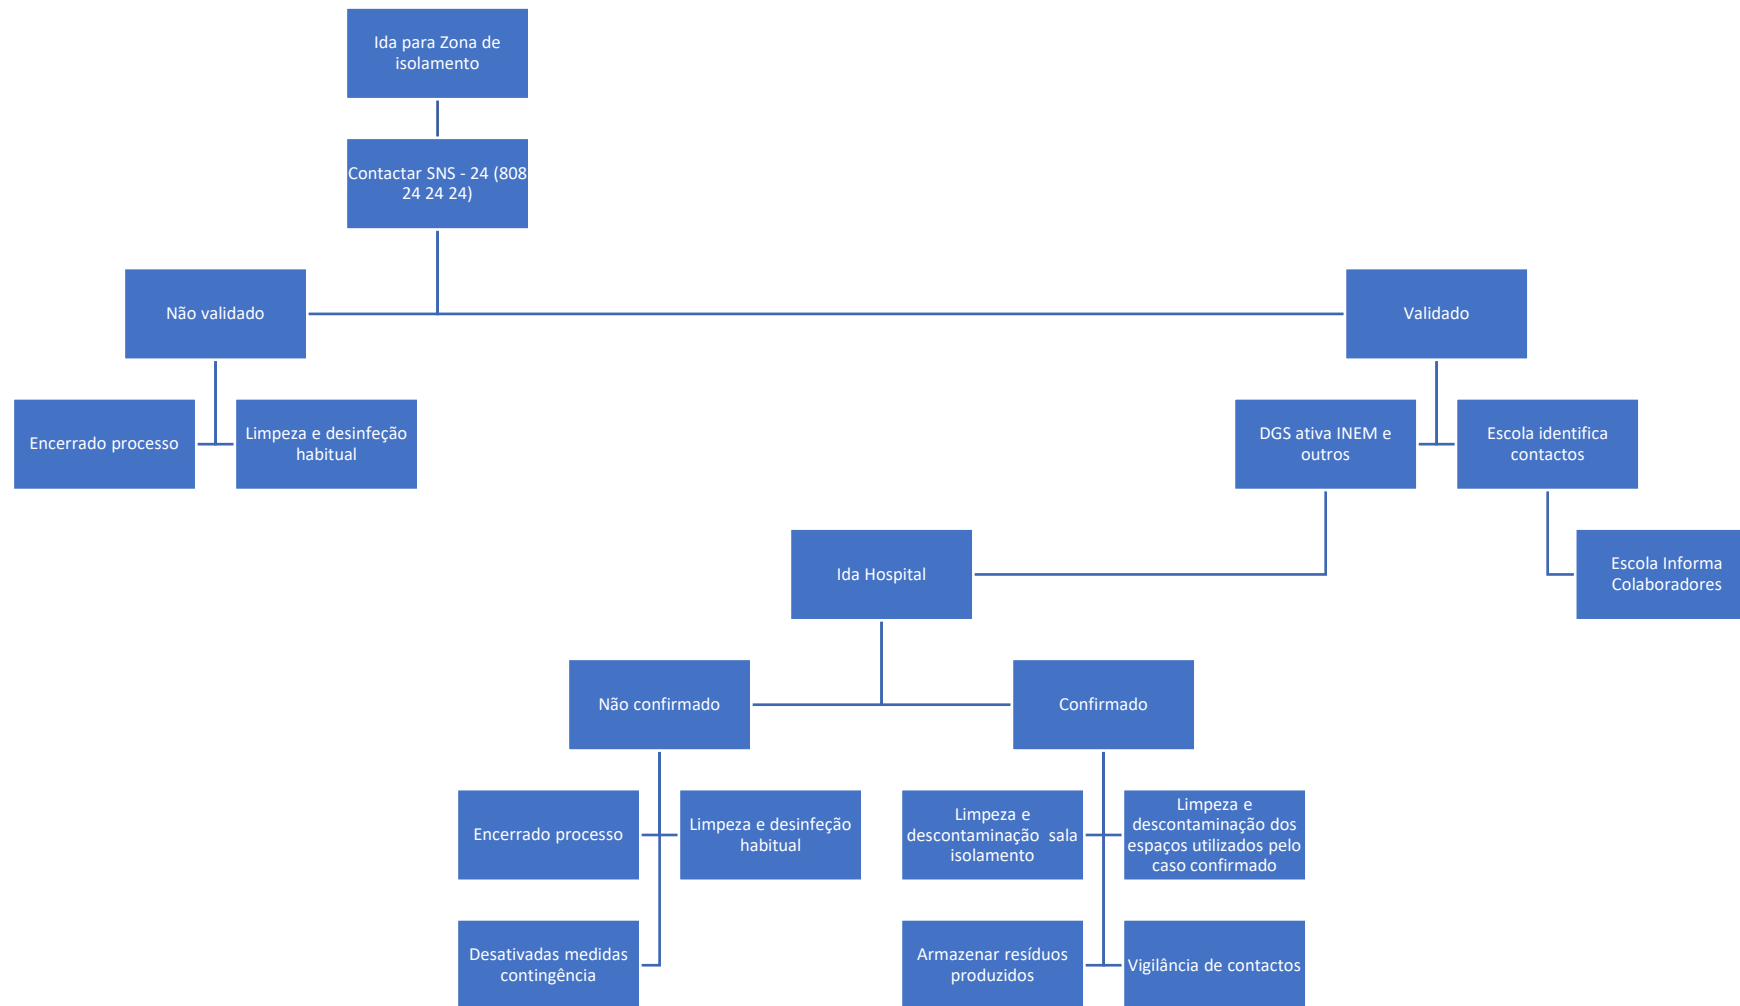 Ida para Zona de
isolamento
Contactar SNS - 24 (808
24 24 24)
Não validado
Validado
Encerrado processo
Limpeza e desinfeção
habitual
DGS ativa INEM e
outros
Escola identifica
contactos
Ida Hospital
Escola Informa
Colaboradores
Não confirmado
Confirmado
Encerrado processo
Limpeza e desinfeção
habitual
Limpeza e
descontaminação sala
isolamento
Limpeza e
descontaminação dos
espaços utilizados pelo
caso confirmado
Desativadas medidas
contingência
Armazenar resíduos
produzidos
Vigilância de contactos